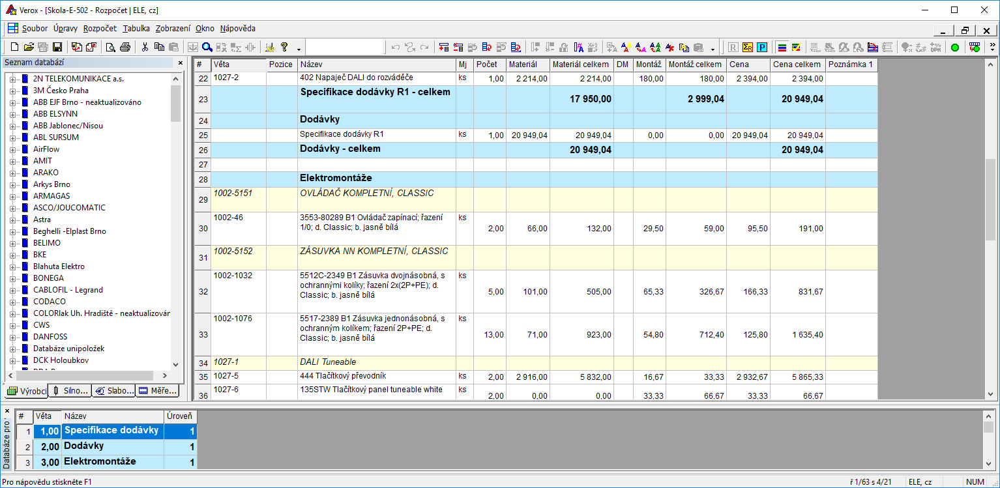 Verox - [Skola-E-502 - Rozpočet | ELE, cz]
Soubor Úpravy Rozpočet Tabulka Zobrazení Okno Nápověda
Seznam databází
2N TELEKOMUNIKACE a.s.
3M Česko Praha
ABB EJF Brno - neaktualizováno
ABB ELSYNN
ABB Jablonec/Nisou
ABL SURSUM
AirFlow
AMIT
ARAKO
Arkys Brno
ARMAGAS
ASCO/JOUCOMATIC
Astra
Beghelli -Elplast Brno
BELIMO
BKE
Blahuta Elektro
BONEGA
CABLOFIL - Legrand
CODACO
COLORlak Uh. Hradiště - neaktualizován
CWS
DANFOSS
Databáze unipoložek
DCK Holoubkov
Výrobci Silno... Slabo... Měře...
# Věta Pozice Název Mj Počet Materiál Materiál celkem DM Montáž Montáž celkem Cena Cena celkem Poznámka 1
22 1027-2 402 Napaječ DALI do rozváděče ks 1,00 2 214,00 2 214,00 180,00 180,00 2 394,00 2 394,00
23 Specifikace dodávky R1 - celkem 17 950,00 2 999,04 20 949,04
24 Dodávky
25 Specifikace dodávky R1 ks 1,00 20 949,04 20 949,04 0,00 0,00 20 949,04 20 949,04
26 Dodávky - celkem 20 949,04 20 949,04
27
28 Elektromontáže
29 1002-5151 OVLÁDAČ KOMPLETNÍ, CLASSIC
30 1002-46 3553-80289 B1 Ovládač zapínací; řazení ks 2,00 66,00 132,00 29,50 59,00 95,50 191,00
1/0; d. Classic; b. jasně bílá
31 1002-5152 ZÁSUVKA NN KOMPLETNÍ, CLASSIC
32 1002-1032 5512C-2349 B1 Zásuvka dvojnásobná, s ks 5,00 101,00 505,00 65,33 326,67 166,33 831,67
ochrannými kolíky; řazení 2x(2P+PE); d.
Classic; b. jasně bílá
33 1002-1076 5517-2389 B1 Zásuvka jednonásobná, s ks 13,00 71,00 923,00 54,80 712,40 125,80 1 635,40
ochranným kolíkem; řazení 2P+PE; d.
Classic; b. jasně bílá
34 1027-1 DALI Tuneable
35 1027-5 444 Tlačítkový převodník ks 2,00 2 916,00 5 832,00 16,67 33,33 2 932,67 5 865,33
36 1027-6 135STW Tlačítkový panel tuneable white ks 2,00 0,00 0,00 33,33 66,67 33,33 66,67
Databáze pro
# Věta Název Úroveň
1 1,00 Specifikace dodávky 1
2 2,00 Dodávky 1
3 3,00 Elektromontáže 1
Pro nápovědu stiskněte F1 ř 1/63 s 4/21 ELE, cz NUM